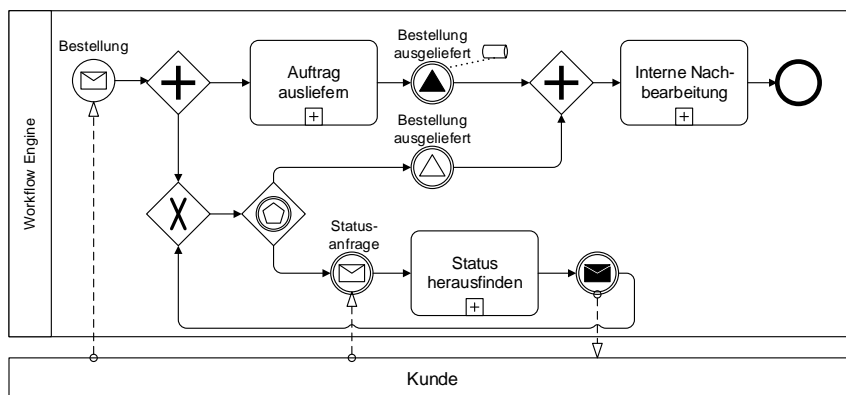 Workflow Engine
Bestellung
Auftrag
ausliefern
Bestellung
ausgeliefert
Interne Nach-
bearbeitung
Bestellung
ausgeliefert
Status-
anfrage
Status
herausfinden
Kunde